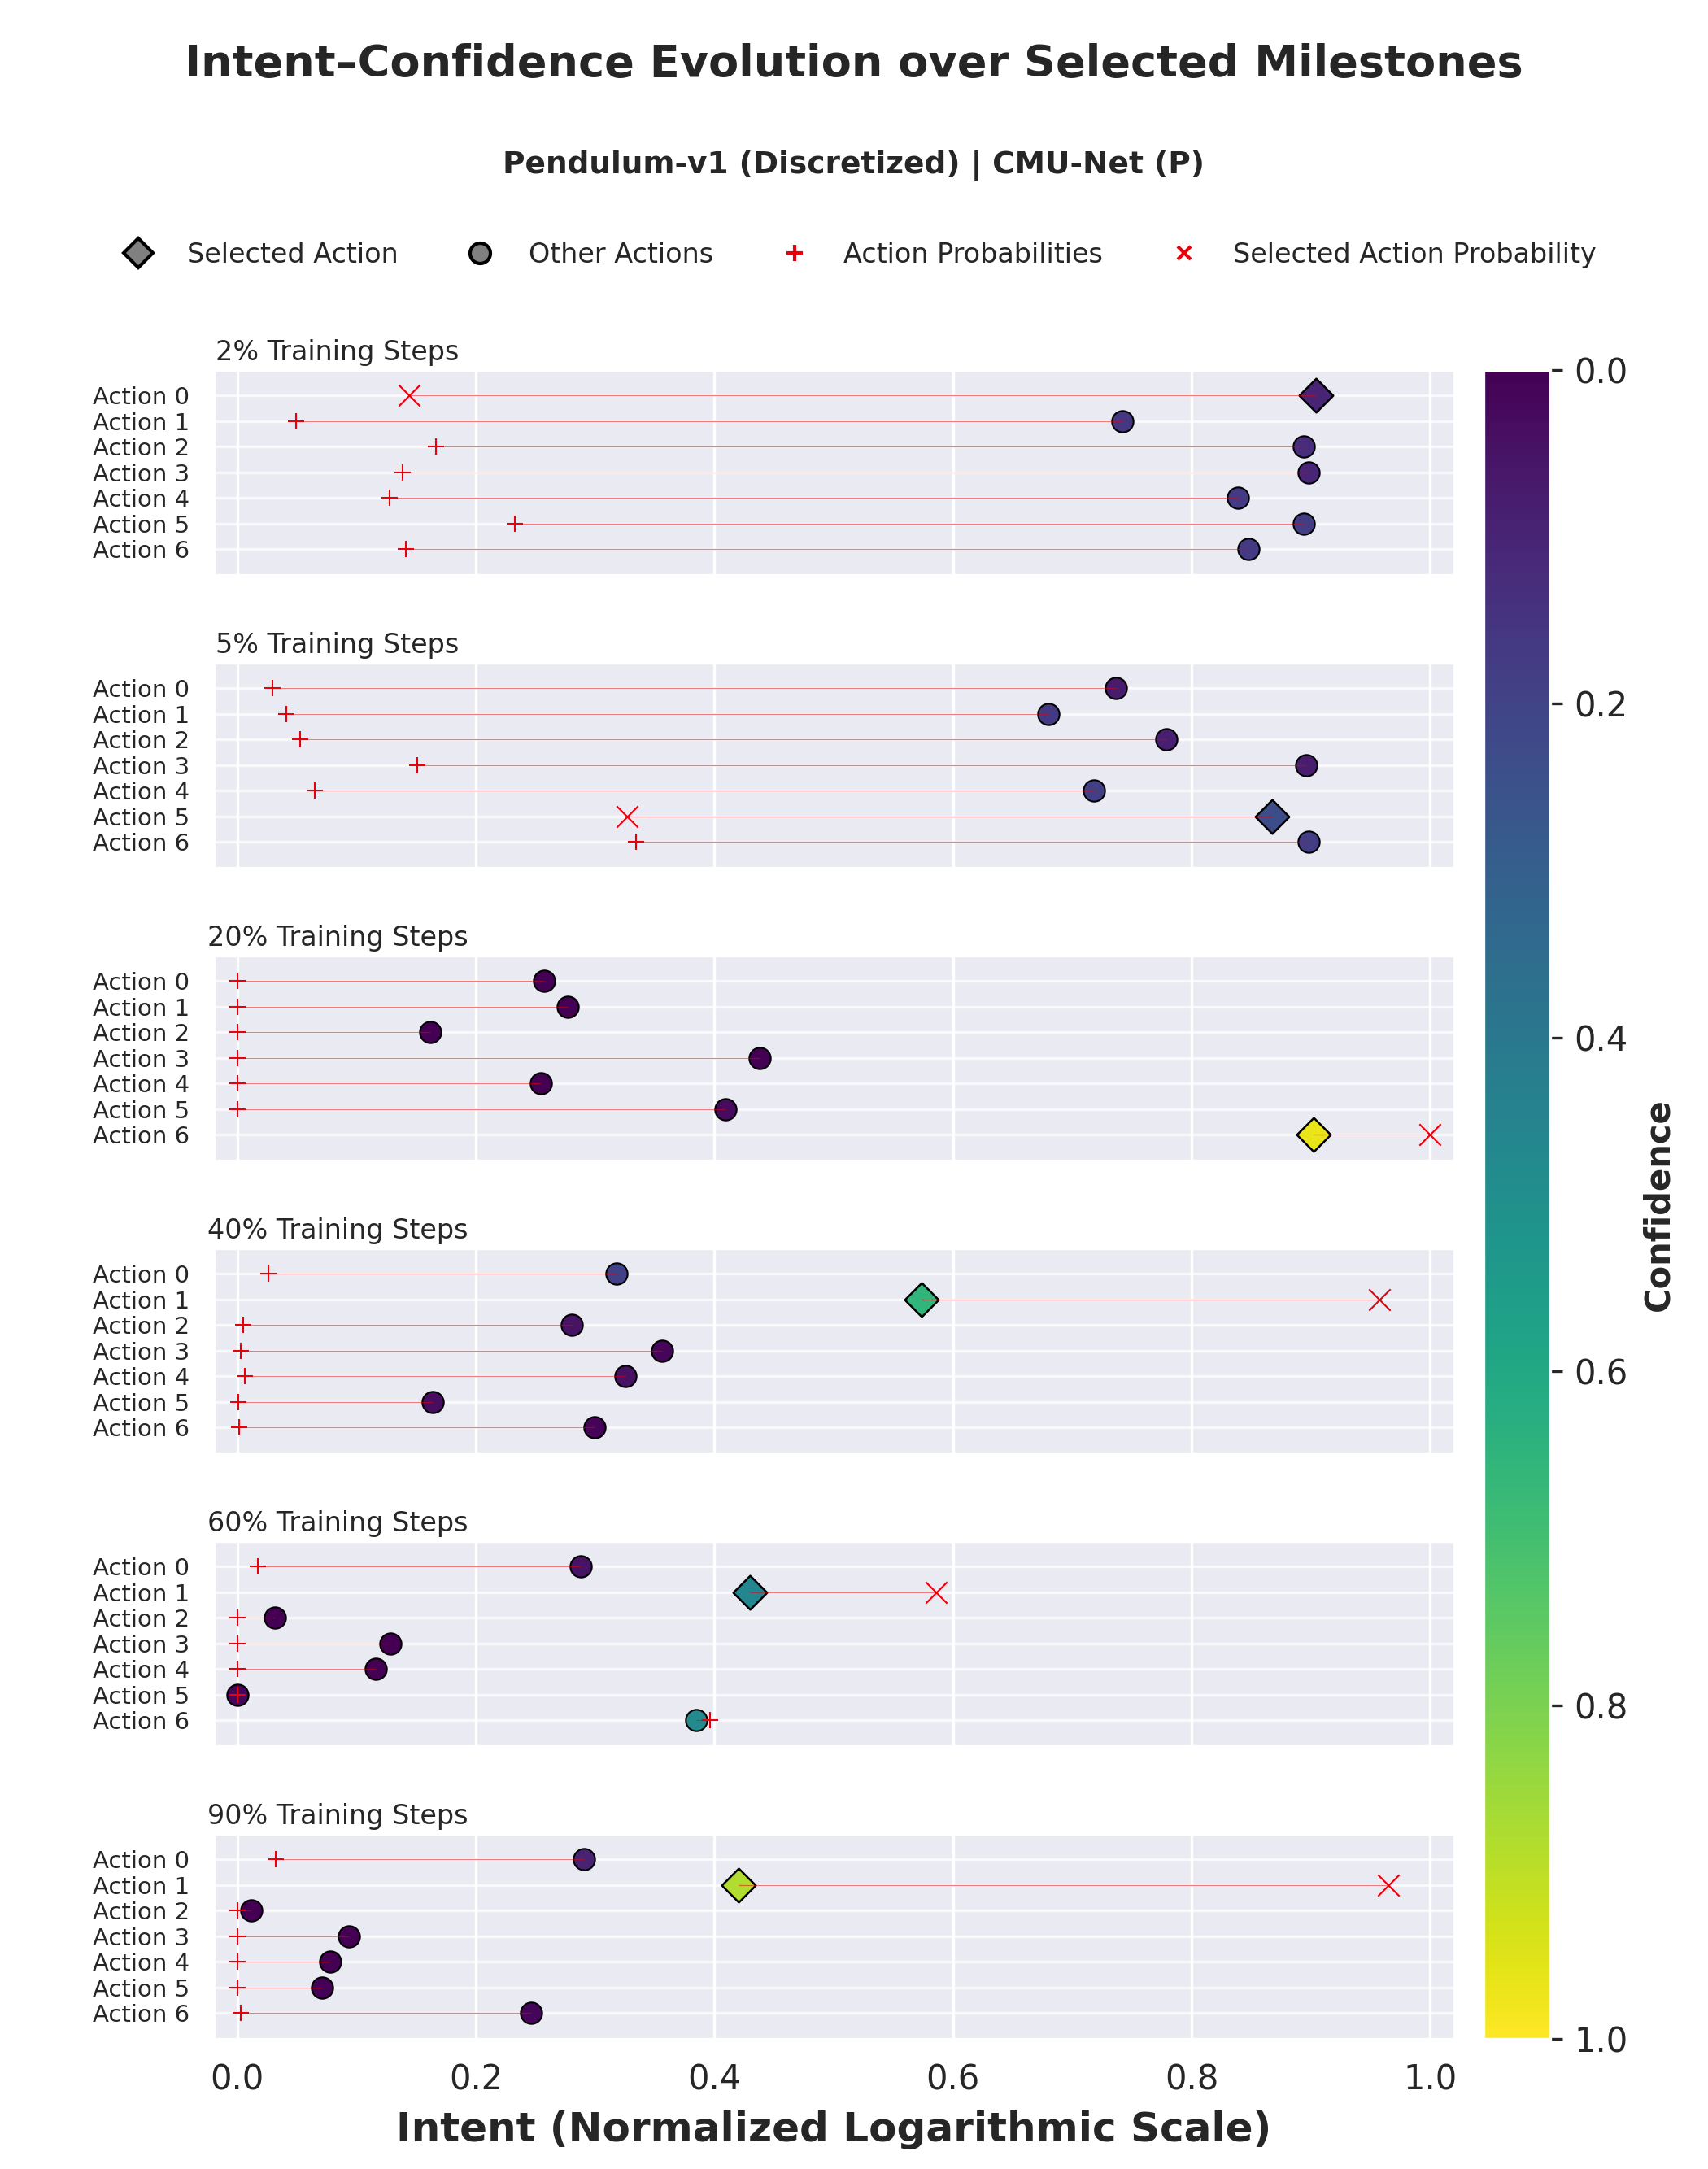 Intent–Confidence Evolution over Selected Milestones
Pendulum-v1 (Discretized) | CMU-Net (P)
Selected Action Other Actions Action Probabilities Selected Action Probability
2% Training Steps
Action 0
Action 1
Action 2
Action 3
Action 4
Action 5
Action 6
5% Training Steps
Action 0
Action 1
Action 2
Action 3
Action 4
Action 5
Action 6
20% Training Steps
Action 0
Action 1
Action 2
Action 3
Action 4
Action 5
Action 6
40% Training Steps
Action 0
Action 1
Action 2
Action 3
Action 4
Action 5
Action 6
60% Training Steps
Action 0
Action 1
Action 2
Action 3
Action 4
Action 5
Action 6
90% Training Steps
Action 0
Action 1
Action 2
Action 3
Action 4
Action 5
Action 6
0.0 0.2 0.4 0.6 0.8 1.0
Intent (Normalized Logarithmic Scale)
0.0
0.2
0.4
0.6
0.8
1.0
Confidence